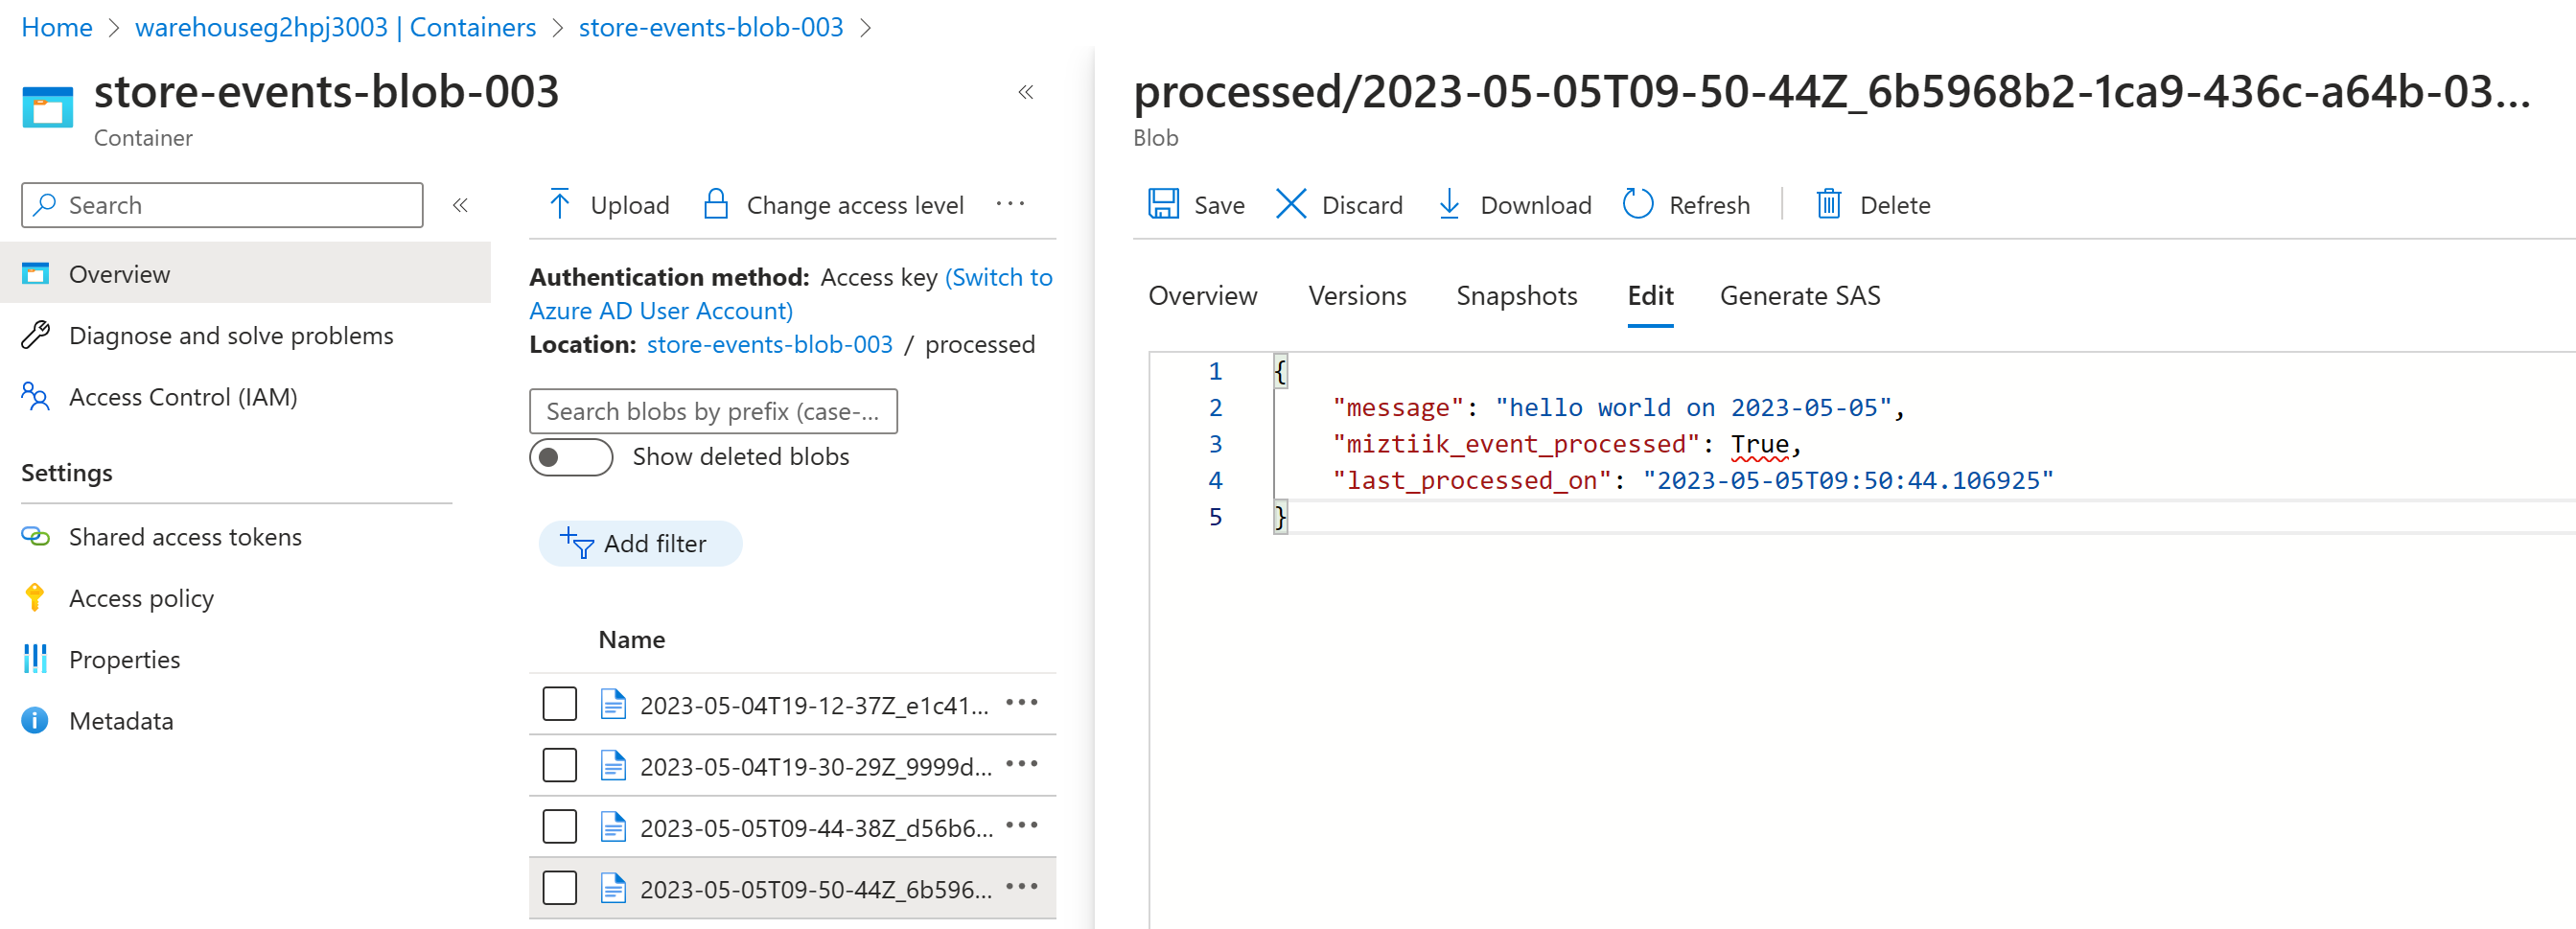 Home > warehouseg2hpj3003 | Containers > store-events-blob-003 >
store-events-blob-003
Container
Search
Overview
Diagnose and solve problems
Access Control (IAM)
Settings
Shared access tokens
Access policy
Properties
Metadata
Upload Change access level ...
Authentication method: Access key (Switch to
Azure AD User Account)
Location: store-events-blob-003 / processed
Search blobs by prefix (case-...
Show deleted blobs
Add filter
Name
2023-05-04T19-12-37Z_e1c41...
2023-05-04T19-30-29Z_9999d...
2023-05-05T09-44-38Z_d56b6...
2023-05-05T09-50-44Z_6b596...
processed/2023-05-05T09-50-44Z_6b5968b2-1ca9-436c-a64b-03...
Blob
Save Discard Download Refresh Delete
Overview Versions Snapshots Edit Generate SAS
1 {
2 "message": "hello world on 2023-05-05",
3 "miztiik_event_processed": True,
4 "last_processed_on": "2023-05-05T09:50:44.106925"
5 }